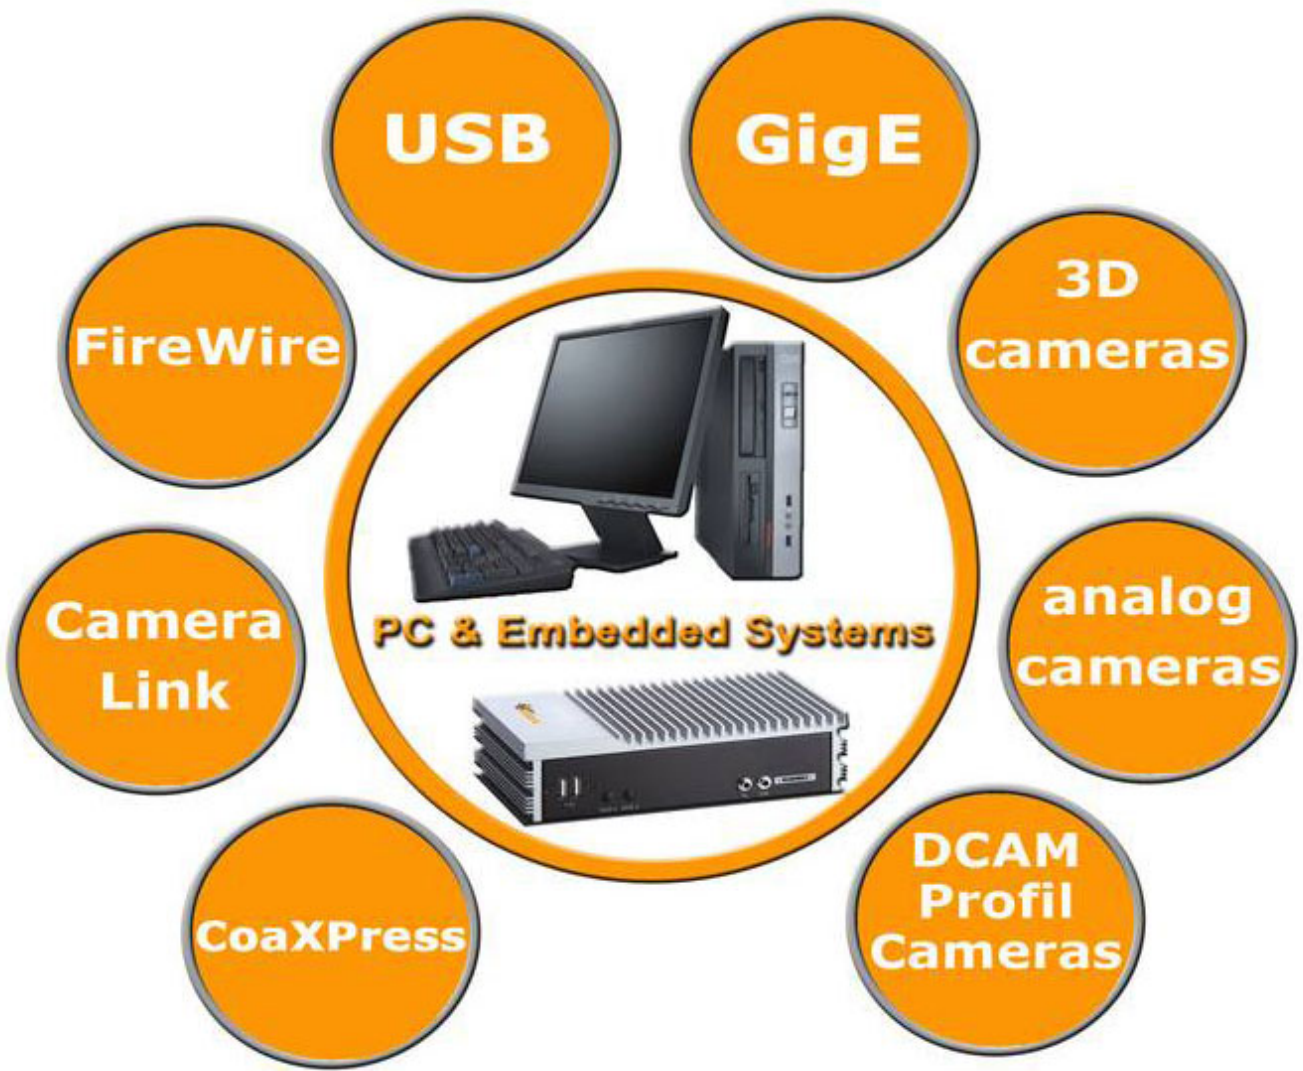 USB
GigE
FireWire
3D
cameras
Camera
Link
analog
cameras
PC & Embedded Systems
CoaXPress
DCAM
Profil
Cameras